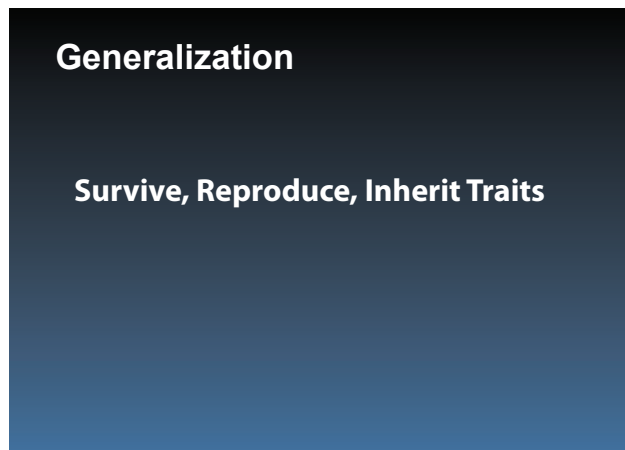 Generalization
Survive, Reproduce, Inherit Traits